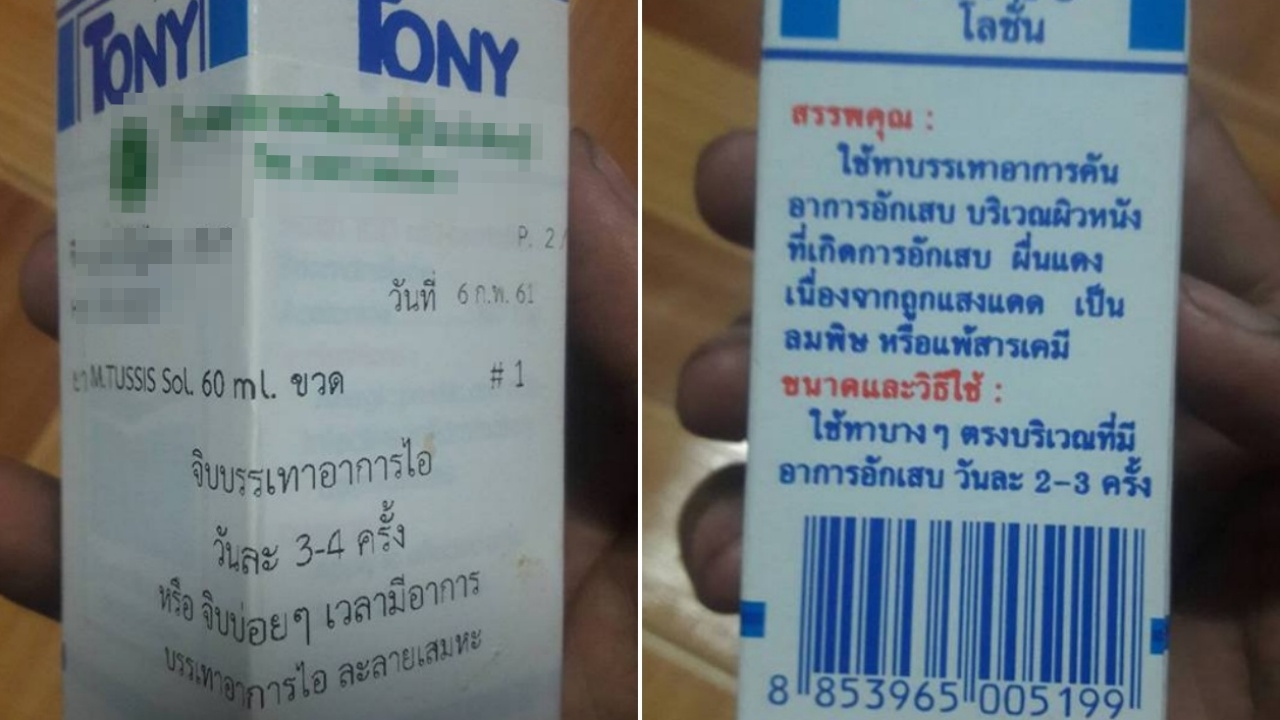 TONY
TONY
P. 2/
วันที่ 6 ก.พ. 61
M.TUSSIS Sol. 60 ml. ขวด #1
จิบบรรเทาอาการไอ
วันละ 3-4 ครั้ง
หรือ จิบบ่อยๆ เวลามีอาการ
บรรเทาอาการไอ ละลายเสมหะ
โลชั่น
สรรพคุณ :
ใช้ทาบรรเทาอาการคัน
อาการอักเสบ บริเวณผิวหนัง
ที่เกิดการอักเสบ ผื่นแดง
เนื่องจากถูกแสงแดด เป็น
ลมพิษ หรือแพ้สารเคมี
ขนาดและวิธีใช้ :
ใช้ทาบางๆ ตรงบริเวณที่มี
อาการอักเสบ วันละ 2-3 ครั้ง
8 853965 005199